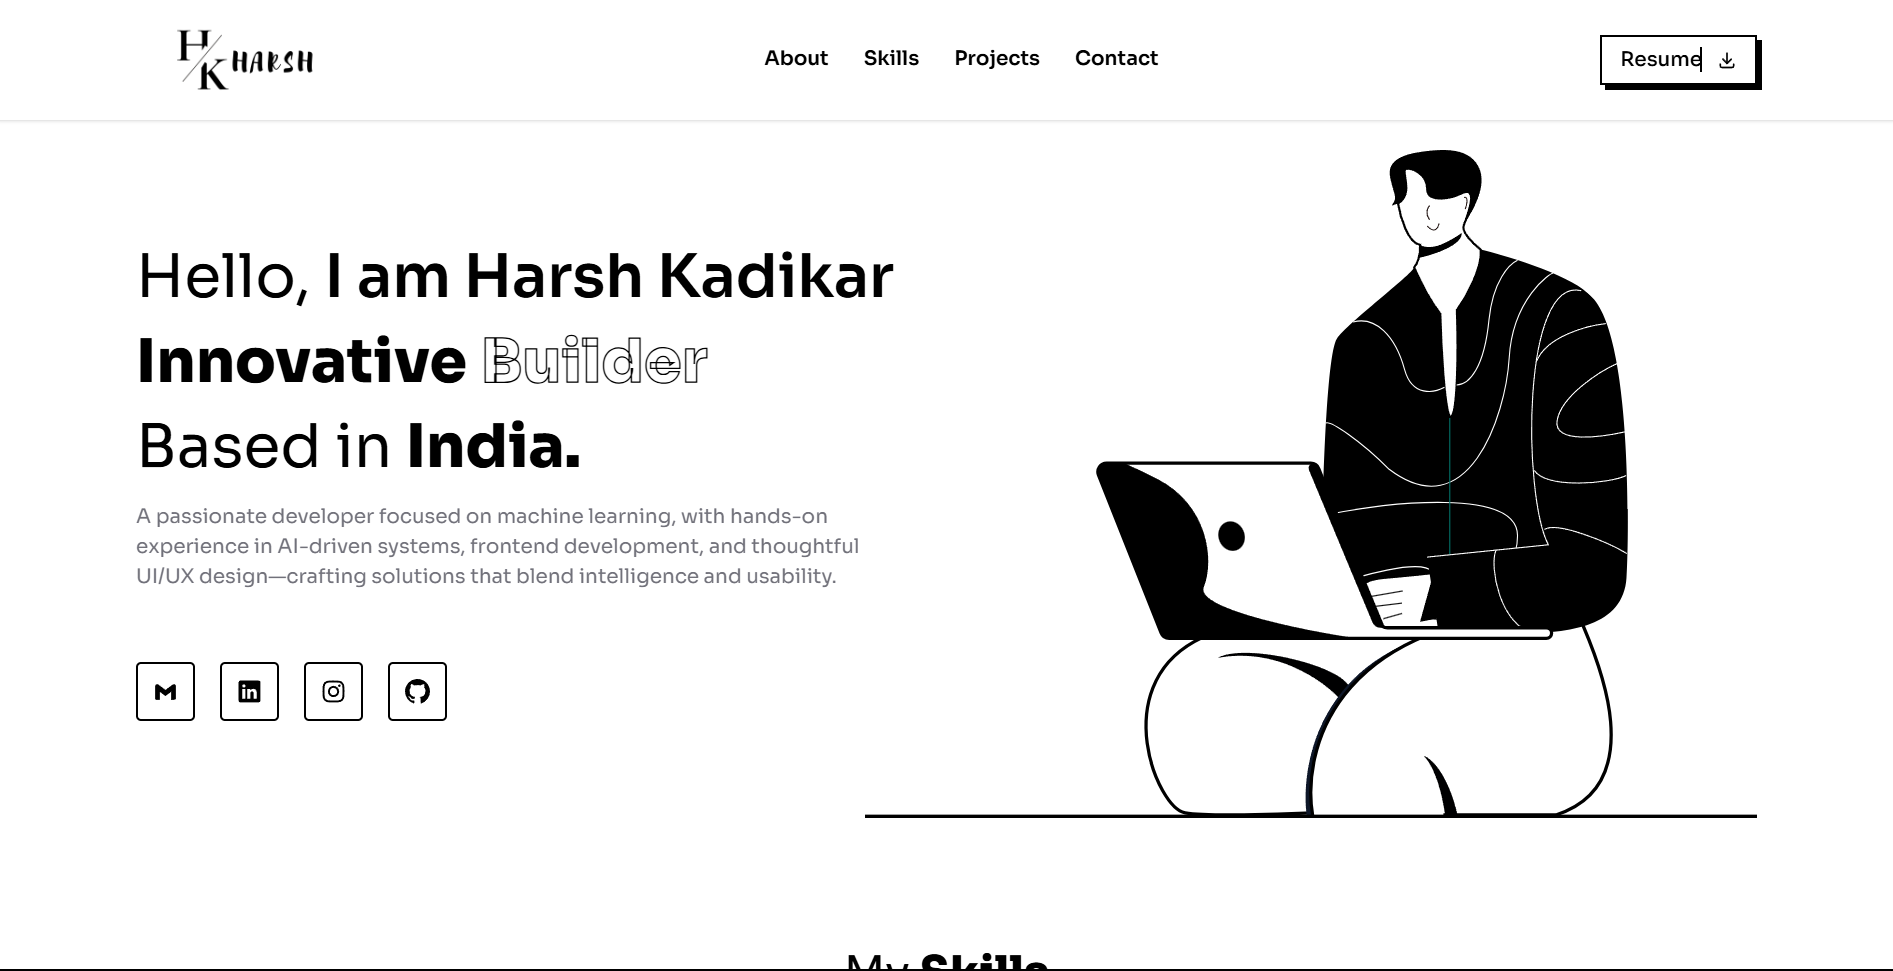 HK HARSH
About Skills Projects Contact
Resume
Hello, I am Harsh Kadikar
Innovative Builder
Based in India.
A passionate developer focused on machine learning, with hands-on
experience in AI-driven systems, frontend development, and thoughtful
UI/UX design—crafting solutions that blend intelligence and usability.
My Skills